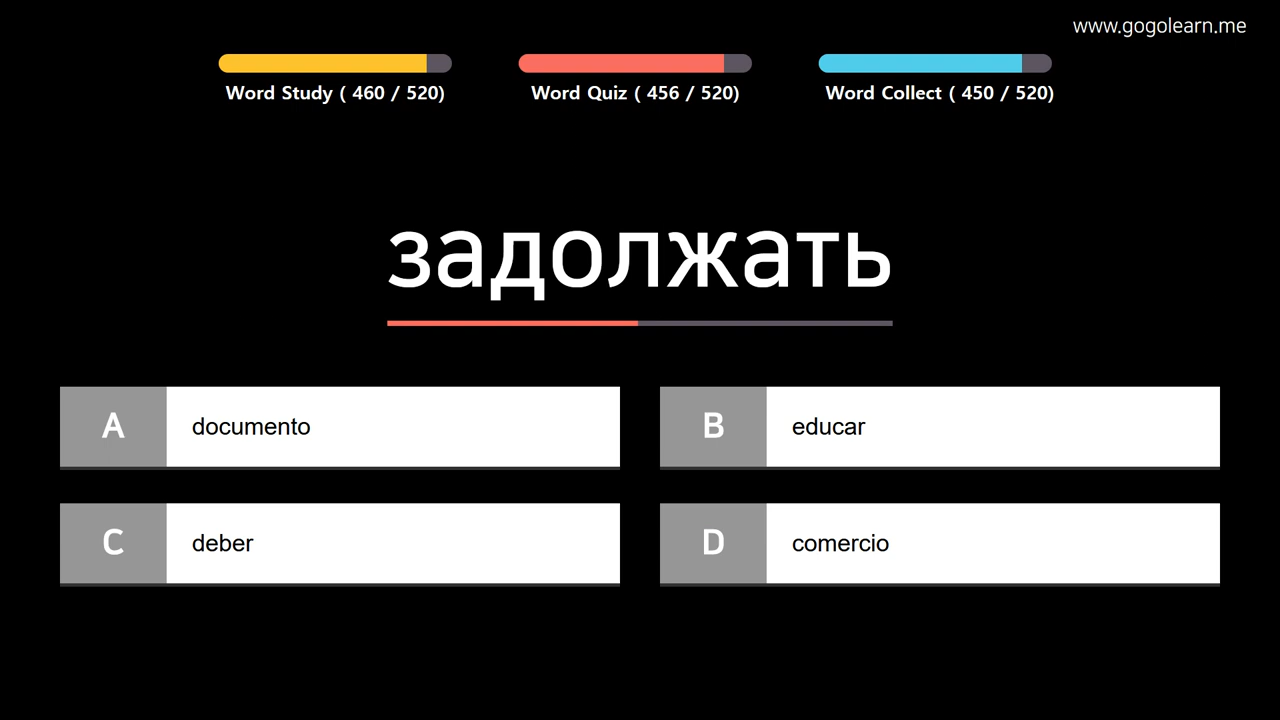 www.gogolearn.me
Word Study ( 460 / 520)
Word Quiz ( 456 / 520)
Word Collect ( 450 / 520)
задолжать
A documento
B educar
C deber
D comercio